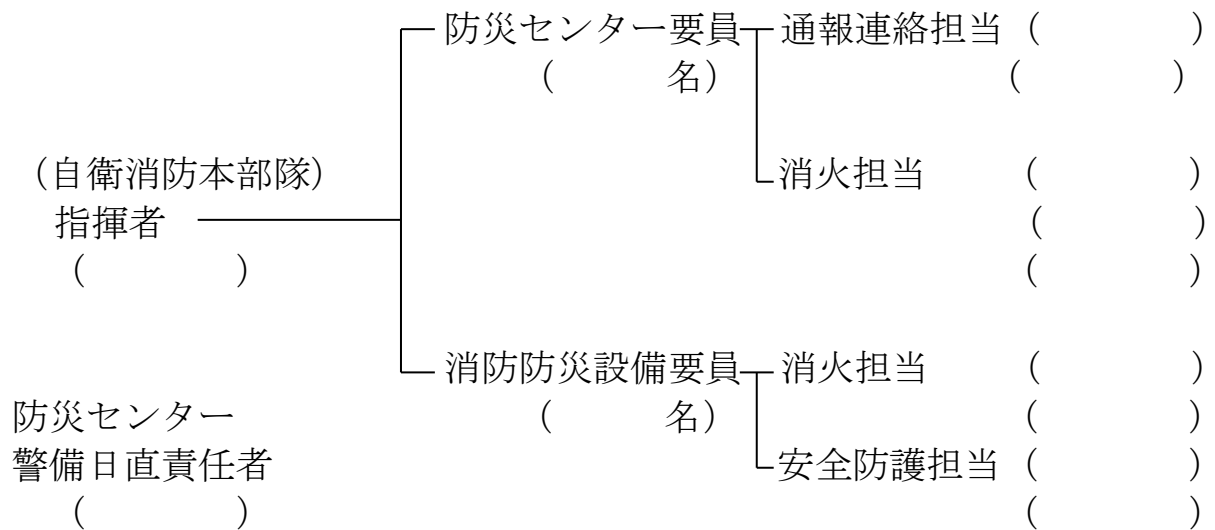 防災センター要員 通報連絡担当 (　　　　)
(　　　名) (　　　　)
(自衛消防本部隊) 消火担当 (　　　　)
指揮者 (　　　　)
(　　　　) (　　　　)
消防防災設備要員 消火担当 (　　　　)
防災センター (　　　名) (　　　　)
警備日直責任者 安全防護担当 (　　　　)
(　　　　) (　　　　)